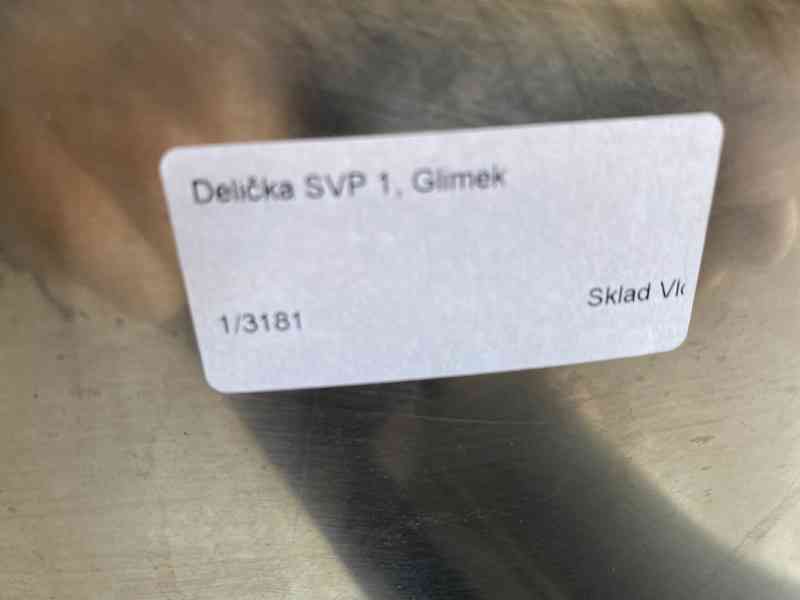 Delička SVP 1, Glimek
Sklad
1/3181